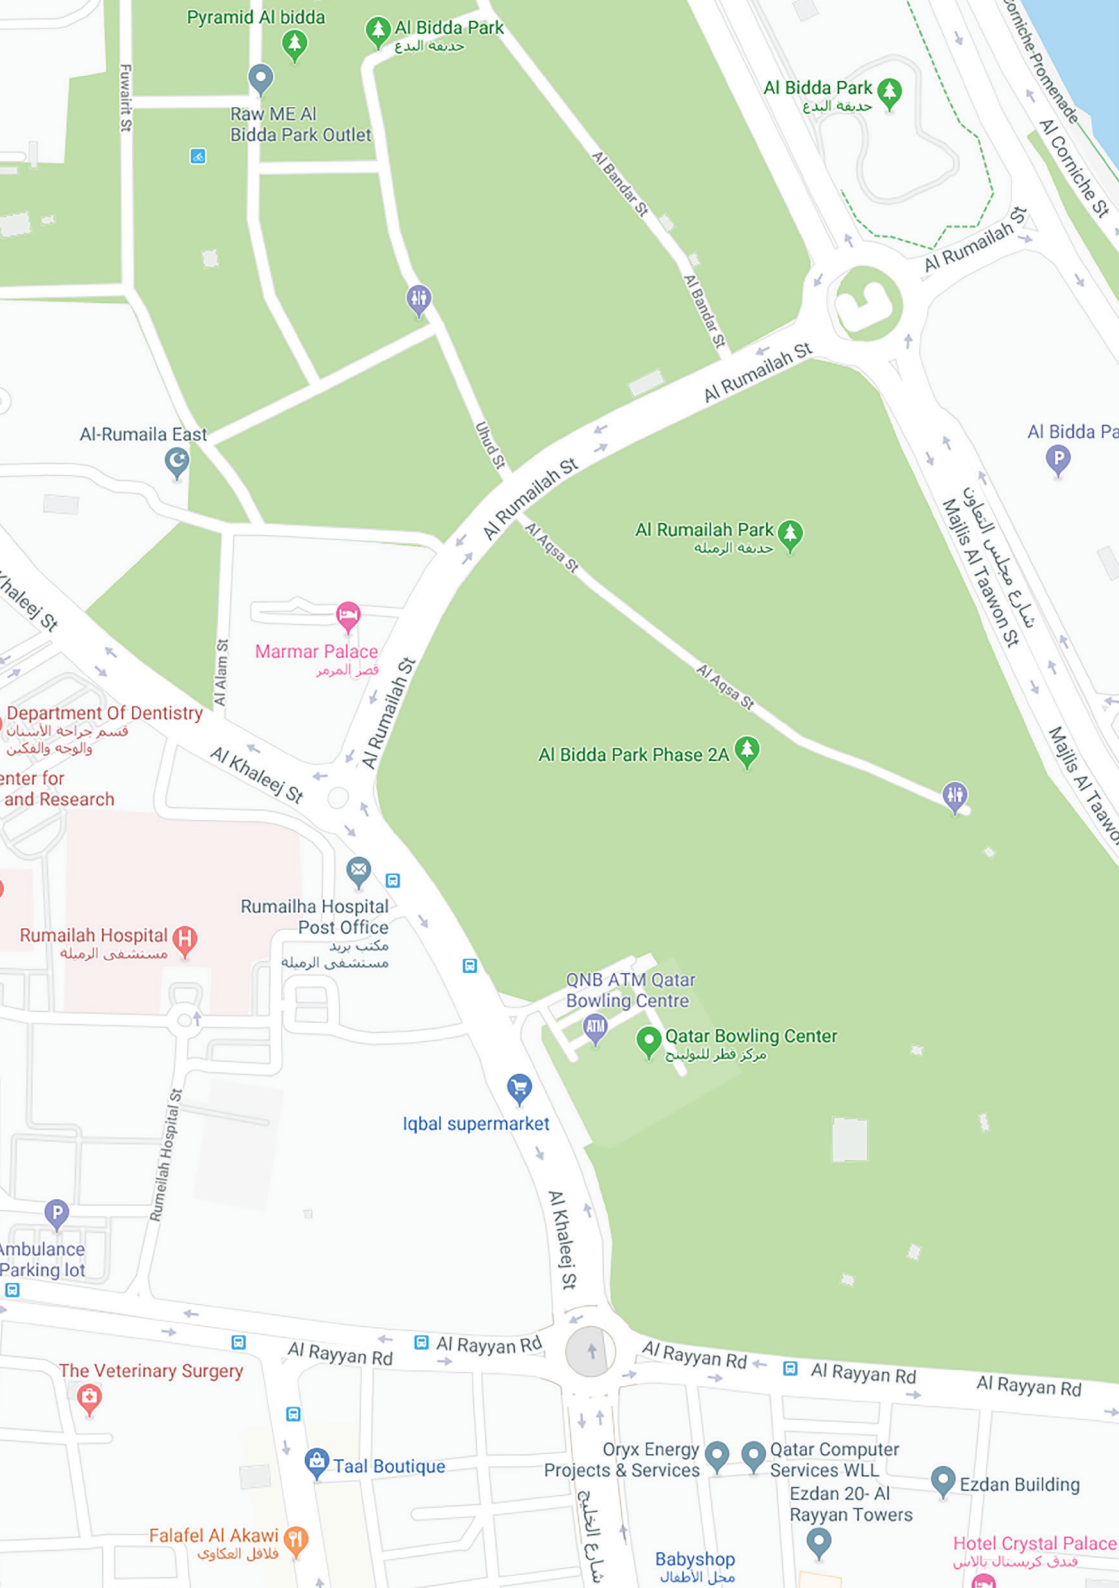 Pyramid Al bidda
Al Bidda Park
حديقة البدع
Fuwairit St
Raw ME Al
Bidda Park Outlet
Al Bidda Park
حديقة البدع
Corniche Promenade
Al Corniche St
Al Bandar St
Al Rumailah St
Al Bandar St
Al Rumailah St
Al-Rumaila East
Uhud St
Al Bidda Pa
Al Rumailah St
Al Aqsa St
Al Rumailah Park
حديقة الرميلة
شارع مجلس التعاون
Majlis Al Taawon St
Khaleej St
Marmar Palace
قصر المرمر
Al Alam St
Al Rumailah St
Al Aqsa St
Department Of Dentistry
قسم جراحة الأسنان
والوجه والفكين
Al Bidda Park Phase 2A
Majlis Al Taawo
Al Khaleej St
enter for
and Research
Rumailha Hospital
Post Office
مكتب بريد
مستشفى الرميلة
Rumailah Hospital
مستشفى الرميلة
H
QNB ATM Qatar
Bowling Centre
ATM
Qatar Bowling Center
مركز قطر للبولينج
Iqbal supermarket
Rumeilah Hospital St
Al Khaleej St
P
P
Ambulance
Parking lot
Al Rayyan Rd
Al Rayyan Rd
Al Rayyan Rd
Al Rayyan Rd
Al Rayyan Rd
The Veterinary Surgery
Taal Boutique
Oryx Energy
Projects & Services
Qatar Computer
Services WLL
Ezdan 20- Al
Rayyan Towers
Ezdan Building
شارع الخليج
Falafel Al Akawi
فلافل العكاوي
Babyshop
محل الأطفال
Hotel Crystal Palace
فندق كريستال بالاس